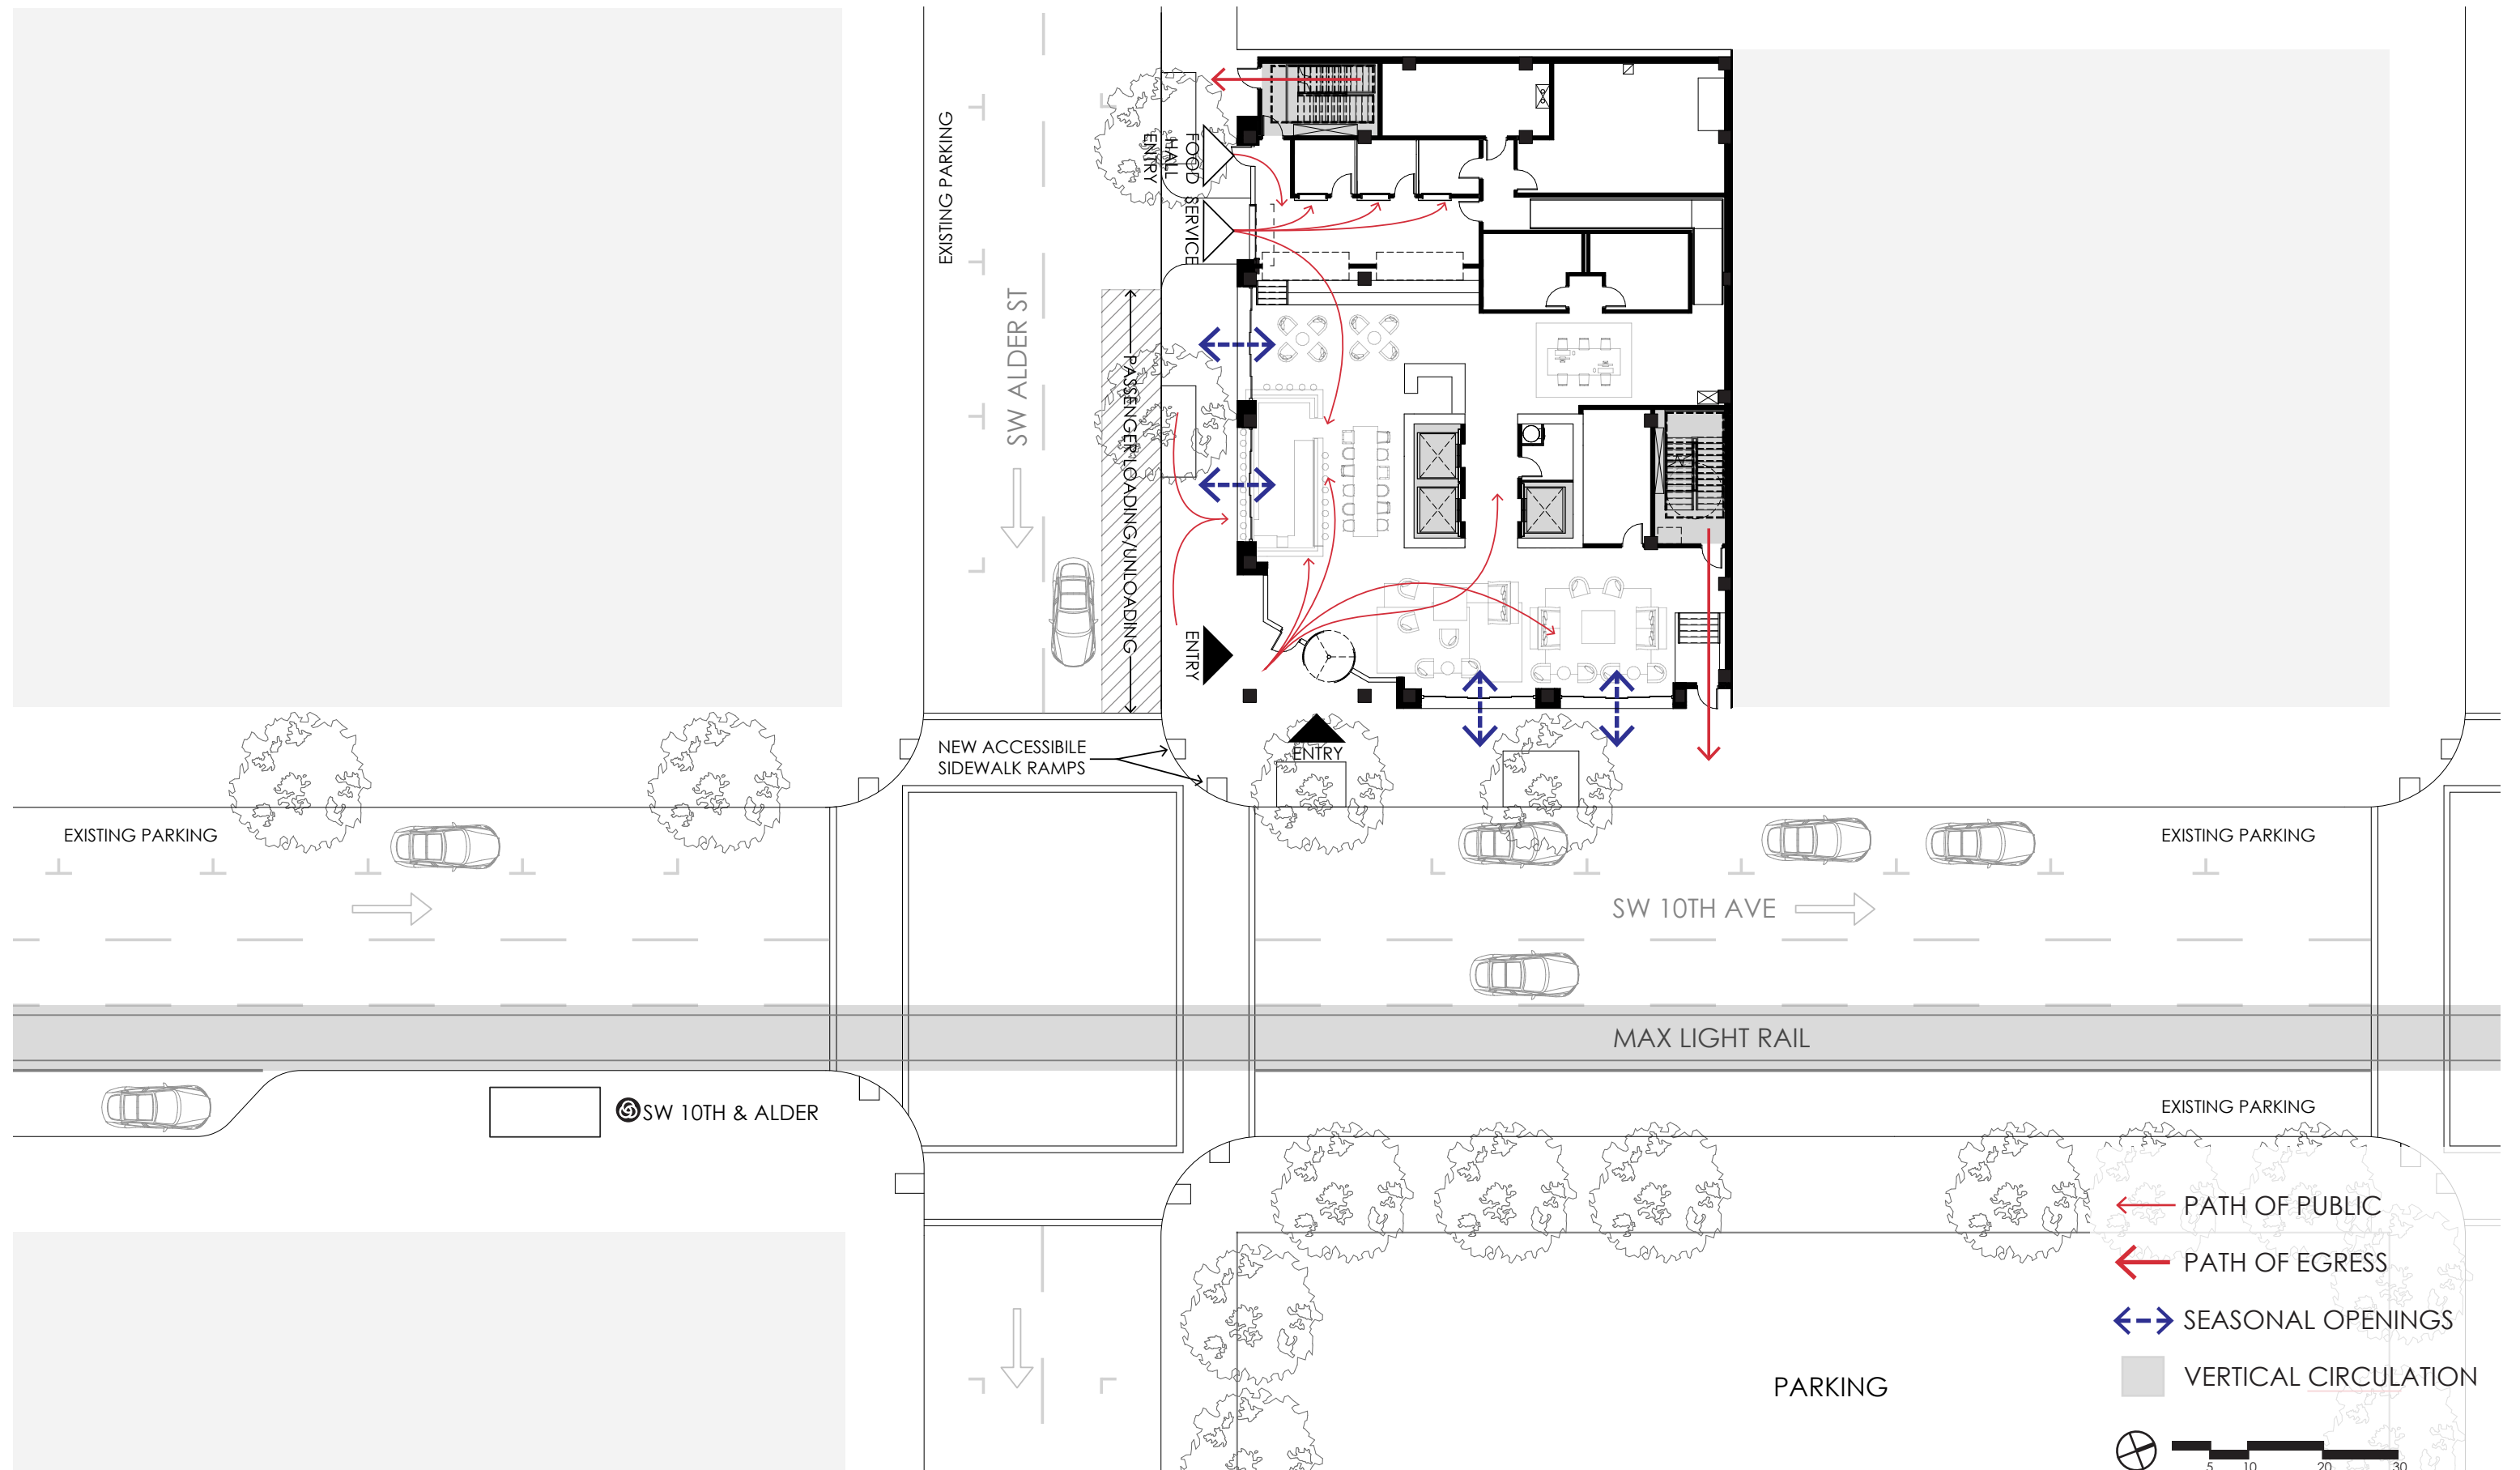 EXISTING PARKING
SW ALDER ST
PASSENGER LOADING/UNLOADING
FOOD
HALL
ENTRY
SERVICE
ENTRY
ENTRY
NEW ACCESSIBILE
SIDEWALK RAMPS
EXISTING PARKING
EXISTING PARKING
SW 10TH AVE
MAX LIGHT RAIL
SW 10TH & ALDER
EXISTING PARKING
PARKING
PATH OF PUBLIC
PATH OF EGRESS
SEASONAL OPENINGS
VERTICAL CIRCULATION
5 10 20 30